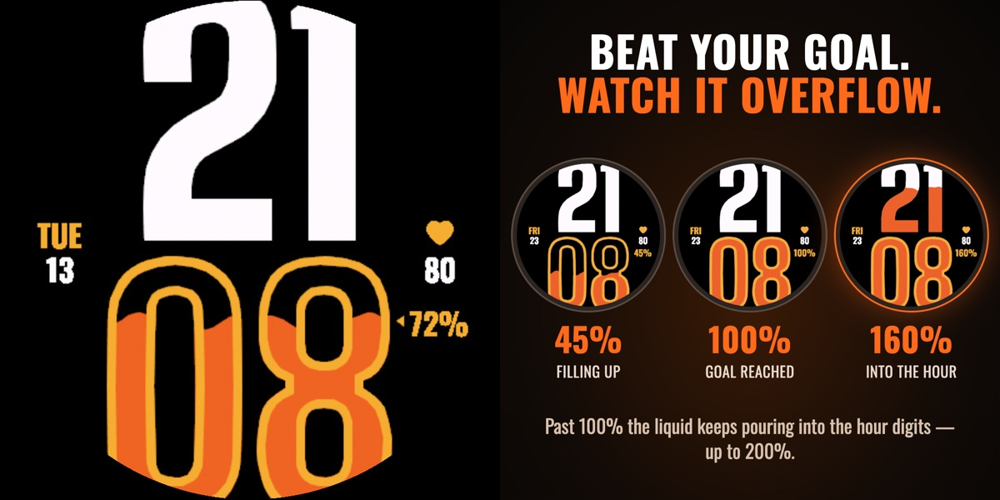 21
TUE
13
80
08
72%
BEAT YOUR GOAL.
WATCH IT OVERFLOW.
21
FRI
23
80
45%
08
21
FRI
23
80
100%
08
21
FRI
23
80
160%
08
45%
FILLING UP
100%
GOAL REACHED
160%
INTO THE HOUR
Past 100% the liquid keeps pouring into the hour digits —
up to 200%.